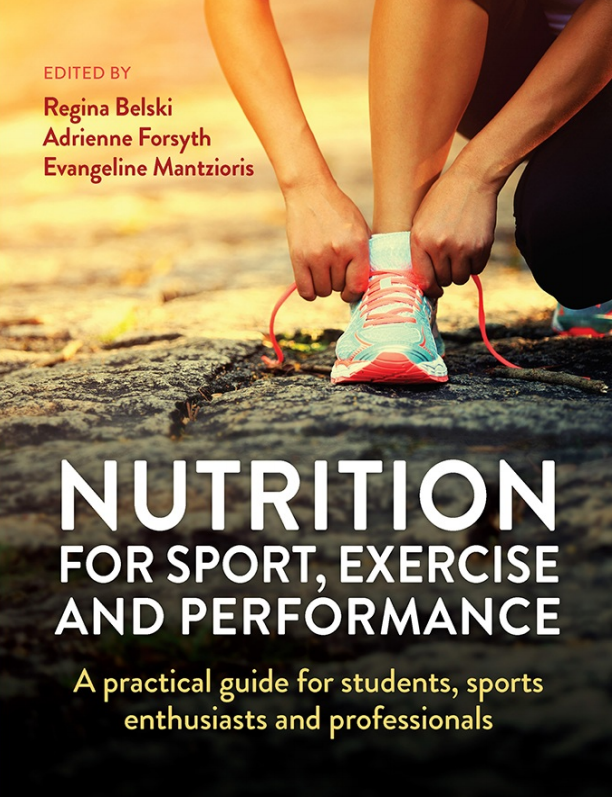 EDITED BY
Regina Belski
Adrienne Forsyth
Evangeline Mantzioris
NUTRITION
FOR SPORT, EXERCISE
AND PERFORMANCE
A practical guide for students, sports
enthusiasts and professionals